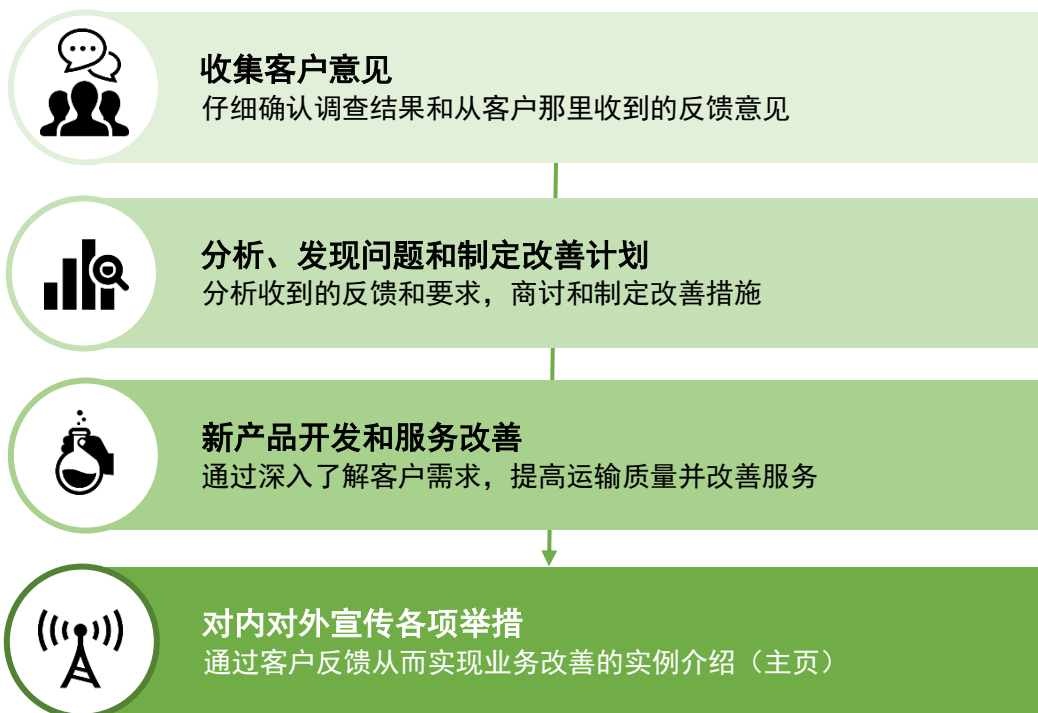 收集客户意见
仔细确认调查结果和从客户那里收到的反馈意见
分析、发现问题和制定改善计划
分析收到的反馈和要求，商讨和制定改善措施
新产品开发和服务改善
通过深入了解客户需求，提高运输质量并改善服务
对内对外宣传各项举措
通过客户反馈从而实现业务改善的实例介绍（主页）